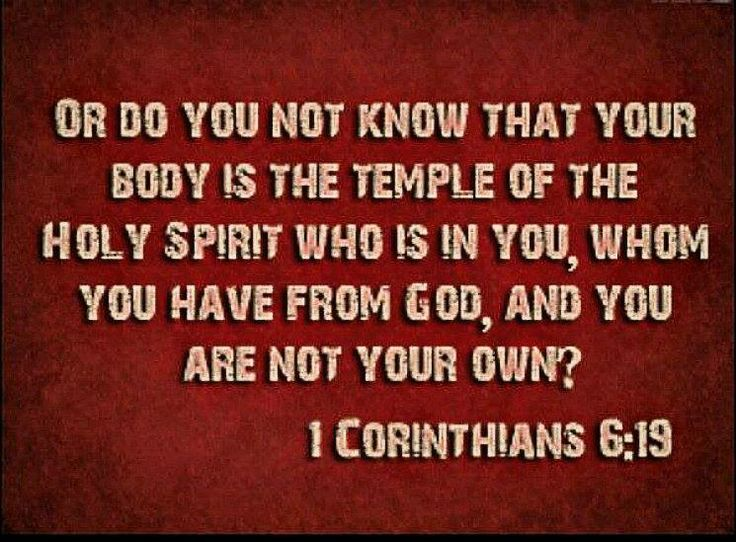 Or do you not know that your
body is the temple of the
Holy Spirit who is in you, whom
you have from God, and you
are not your own?
1 Corinthians 6:19